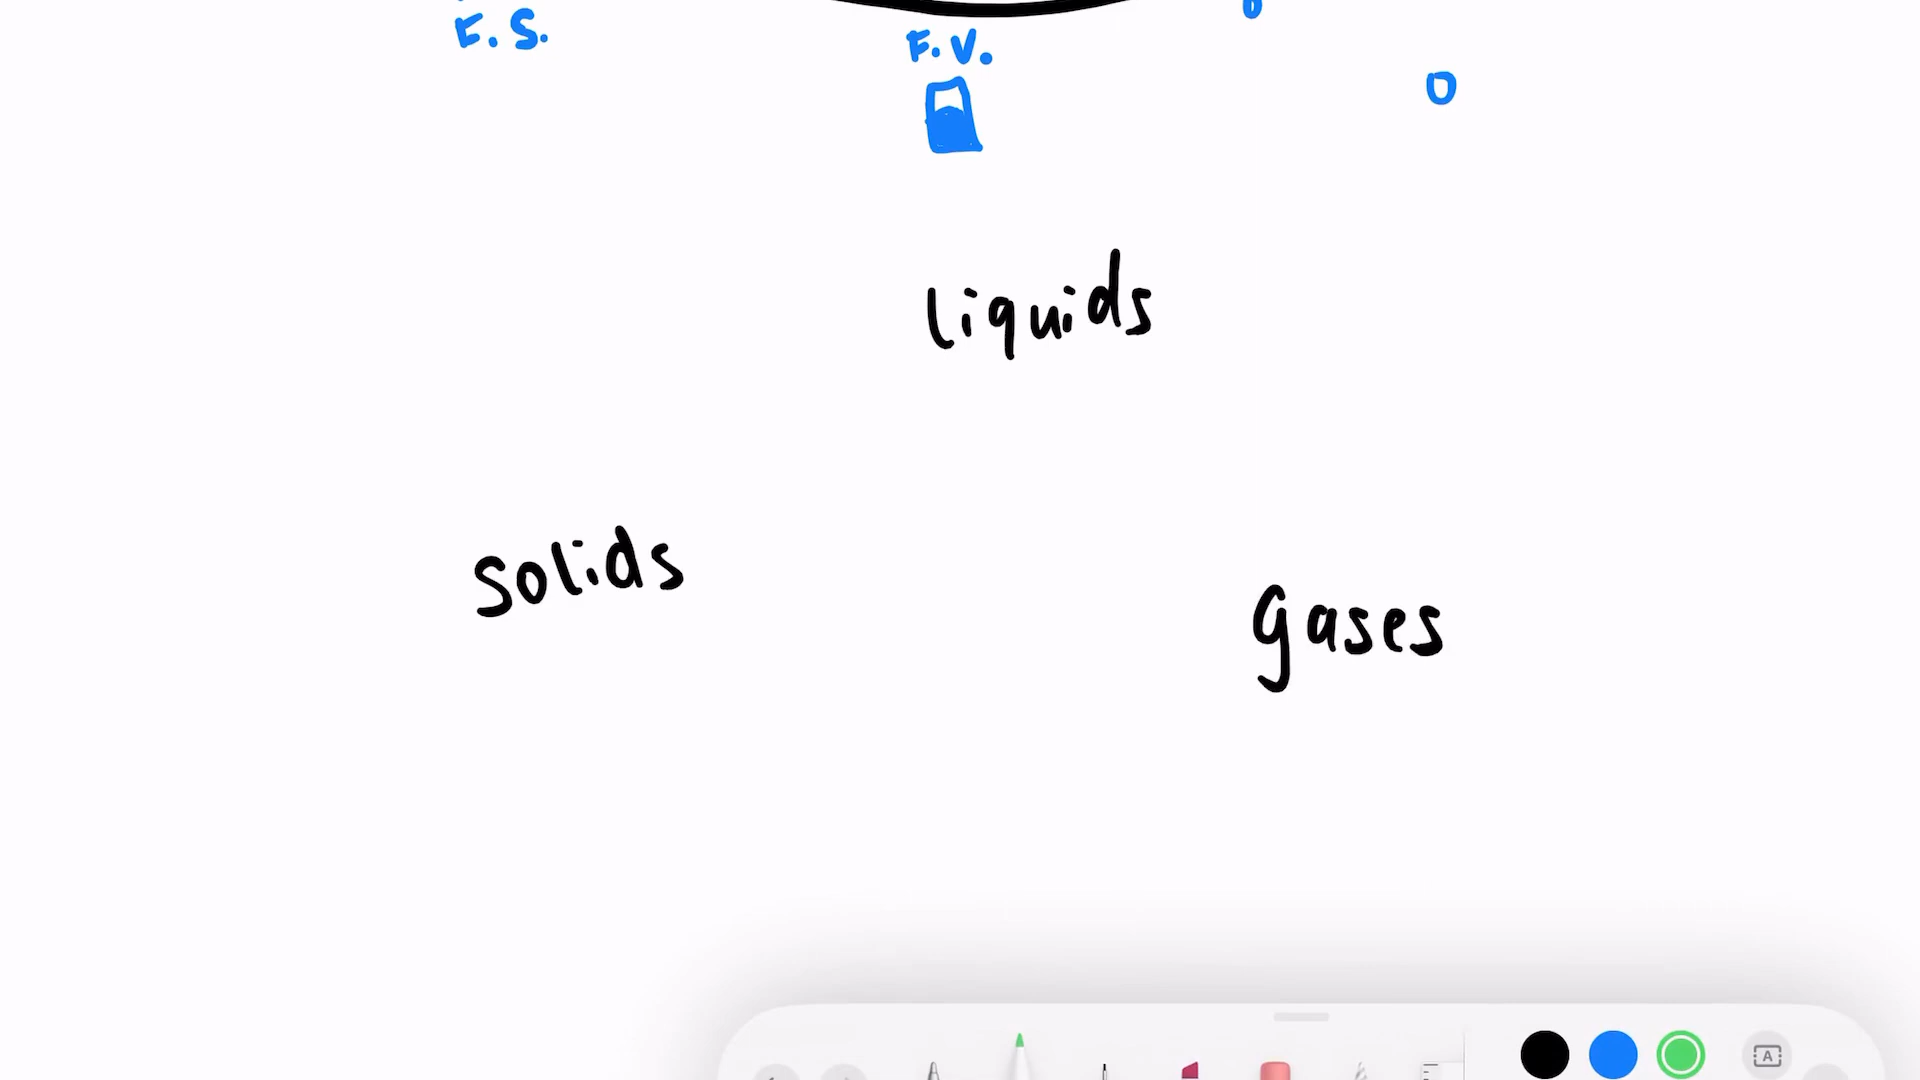 F. S.
F. V.
liquids
solids
gases
A